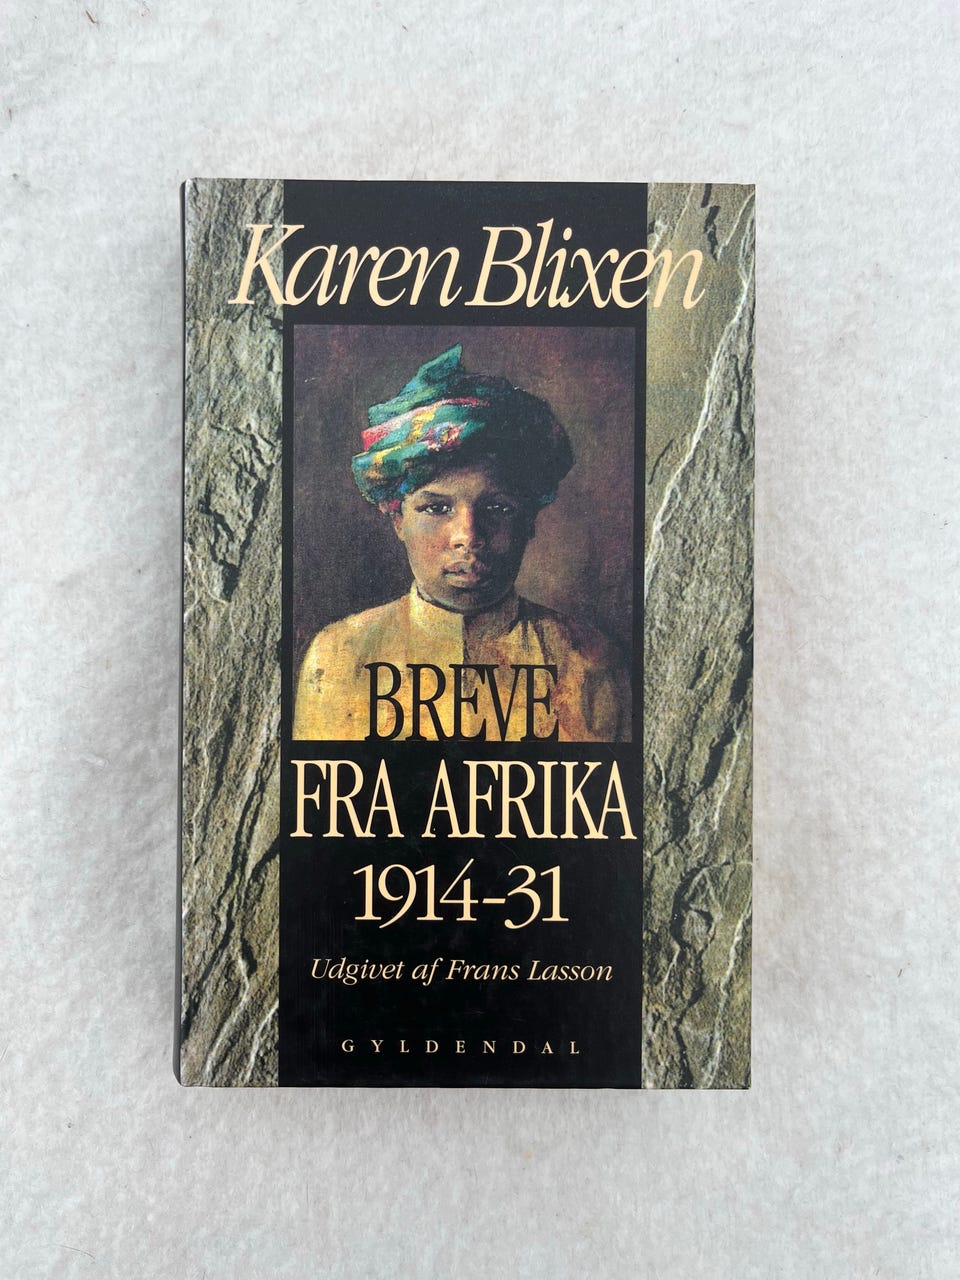 Karen Blixen
BREVE
FRA AFRIKA
1914-31
Udgivet af Frans Lasson
GYLDENDAL